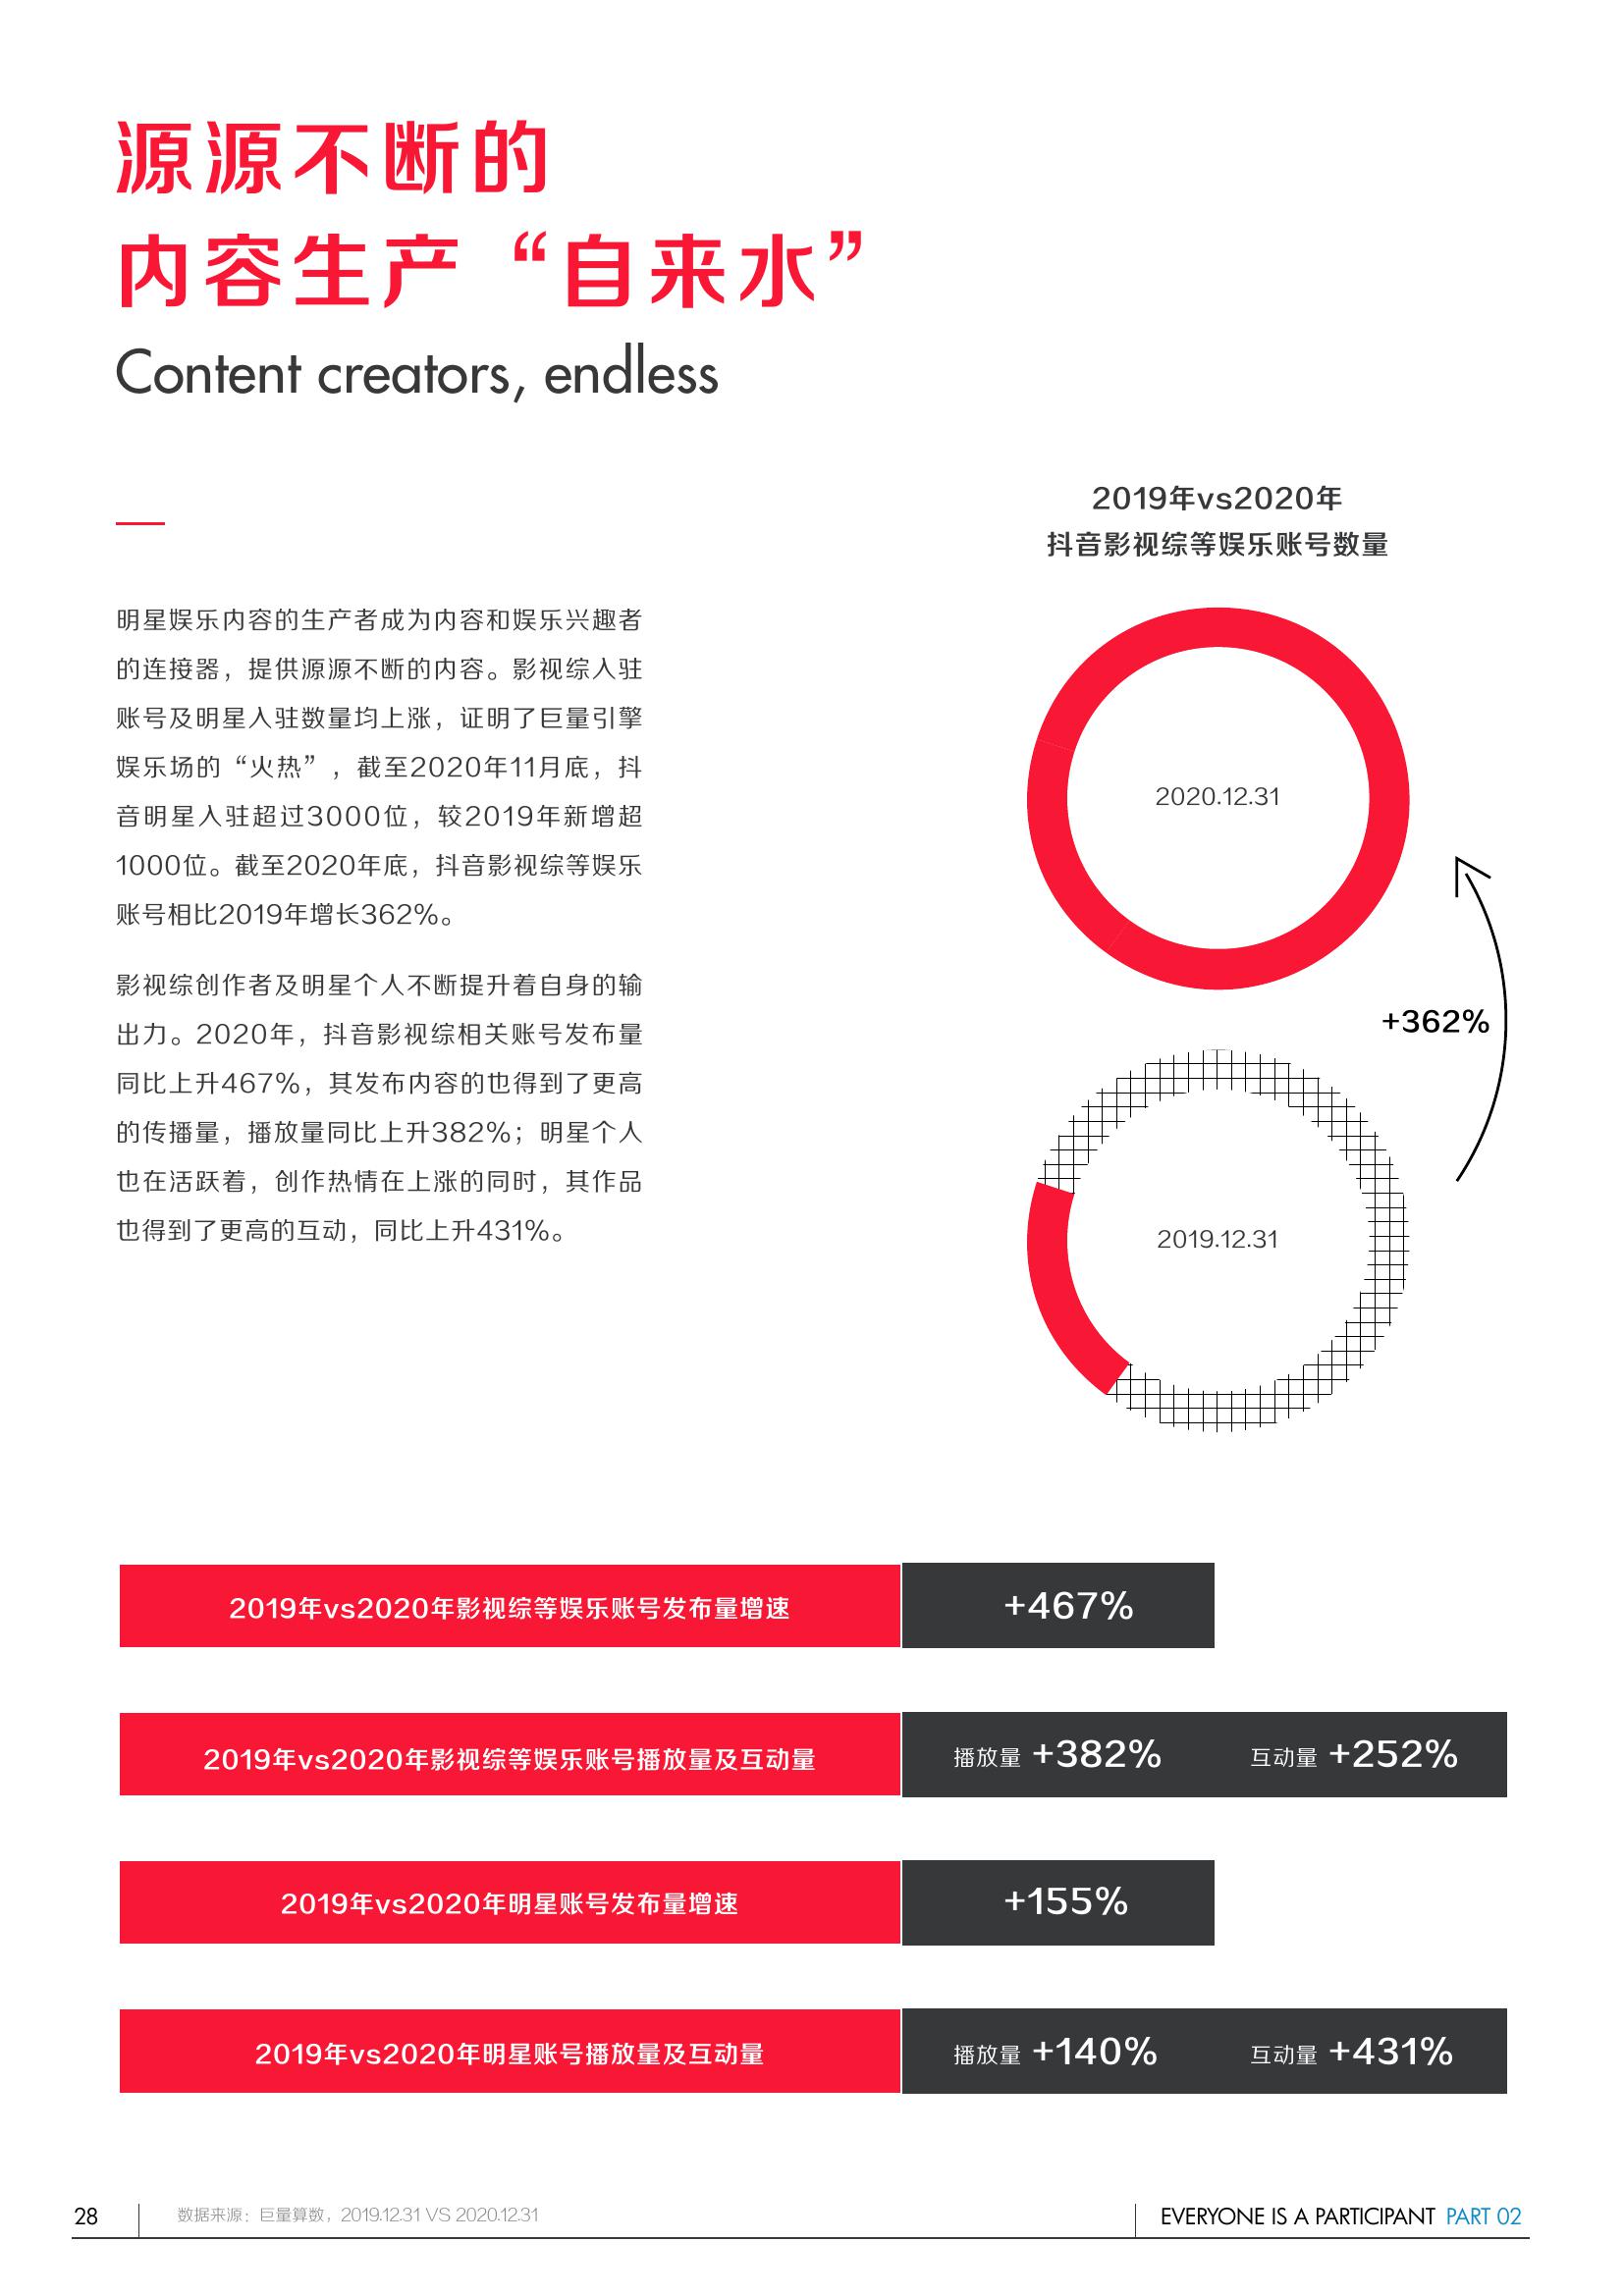 源源不断的
内容生产“自来水”
Content creators, endless
明星娱乐内容的生产者成为内容和娱乐兴趣者
的连接器，提供源源不断的内容。影视综入驻
账号及明星入驻数量均上涨，证明了巨量引擎
娱乐场的“火热”，截至2020年11月底，抖
音明星入驻超过3000位，较2019年新增超
1000位。截至2020年底，抖音影视综等娱乐
账号相比2019年增长362%。
影视综创作者及明星个人不断提升着自身的输
出力。2020年，抖音影视综相关账号发布量
同比上升467%，其发布内容的也得到了更高
的传播量，播放量同比上升382%；明星个人
也在活跃着，创作热情在上涨的同时，其作品
也得到了更高的互动，同比上升431%。
2019年vs2020年
抖音影视综等娱乐账号数量
2020.12.31
+362%
2019.12.31
2019年vs2020年影视综等娱乐账号发布量增速 +467%
2019年vs2020年影视综等娱乐账号播放量及互动量 播放量 +382% 互动量 +252%
2019年vs2020年明星账号发布量增速 +155%
2019年vs2020年明星账号播放量及互动量 播放量 +140% 互动量 +431%
28 数据来源：巨量算数，2019.12.31 VS 2020.12.31 EVERYONE IS A PARTICIPANT PART 02